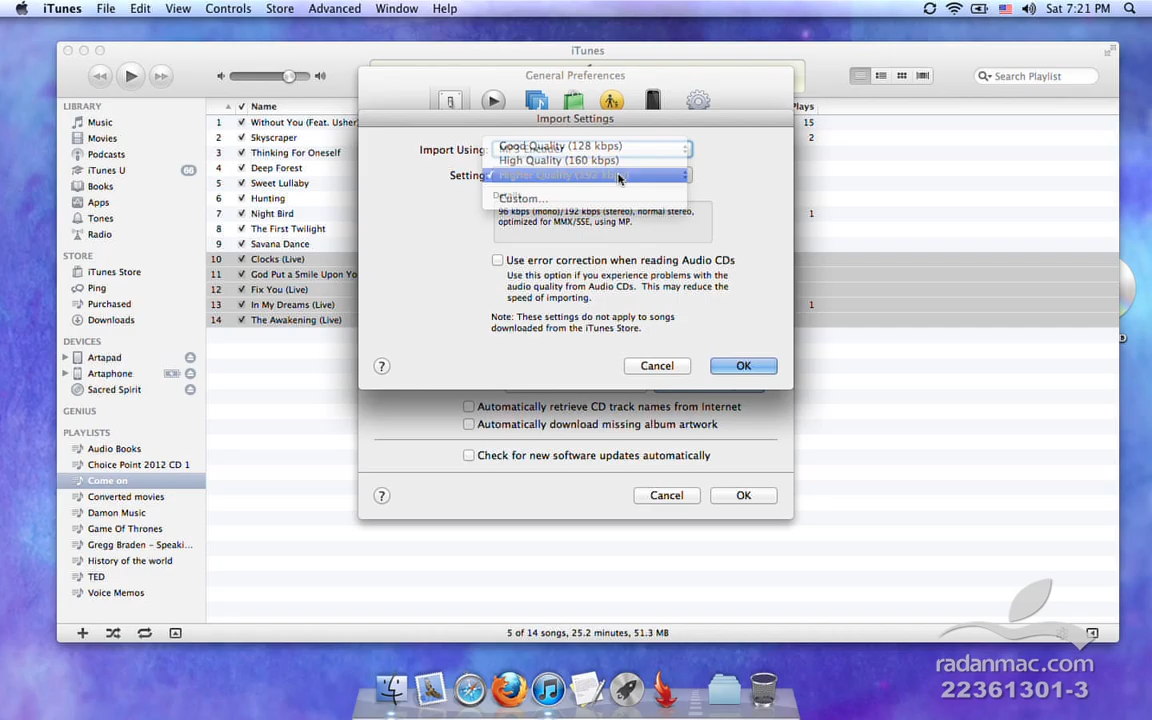 iTunes File Edit View Controls Store Advanced Window Help
Sat 7:21 PM
iTunes
Search Playlist
General Preferences
LIBRARY
Music
Movies
Podcasts
iTunes U 66
Books
Apps
Tones
Radio
STORE
iTunes Store
Ping
Purchased
Downloads
DEVICES
Artapad
Artaphone
Sacred Spirit
GENIUS
PLAYLISTS
Audio Books
Choice Point 2012 CD 1
Come on
Converted movies
Damon Music
Game Of Thrones
Gregg Braden - Speaki...
History of the world
TED
Voice Memos
Name Plays
1 Without You (Feat. Usher 15
2 Skyscraper 2
3 Thinking For Oneself
4 Deep Forest
5 Sweet Lullaby
6 Hunting
7 Night Bird 1
8 The First Twilight
9 Savana Dance
10 Clocks (Live)
11 God Put a Smile Upon Yo
12 Fix You (Live)
13 In My Dreams (Live) 1
14 The Awakening (Live)
Import Settings
Import Using:
Good Quality (128 kbps)
High Quality (160 kbps)
Setting
Higher Quality (192 kbps)
Custom...
Details
96 kbps (mono)/192 kbps (stereo), normal stereo,
optimized for MMX/SSE, using MP.
Use error correction when reading Audio CDs
Use this option if you experience problems with the
audio quality from Audio CDs. This may reduce the
speed of importing.
Note: These settings do not apply to songs
downloaded from the iTunes Store.
? Cancel OK
Automatically retrieve CD track names from Internet
Automatically download missing album artwork
Check for new software updates automatically
? Cancel OK
5 of 14 songs, 25.2 minutes, 51.3 MB
radanmac.com
22361301-3